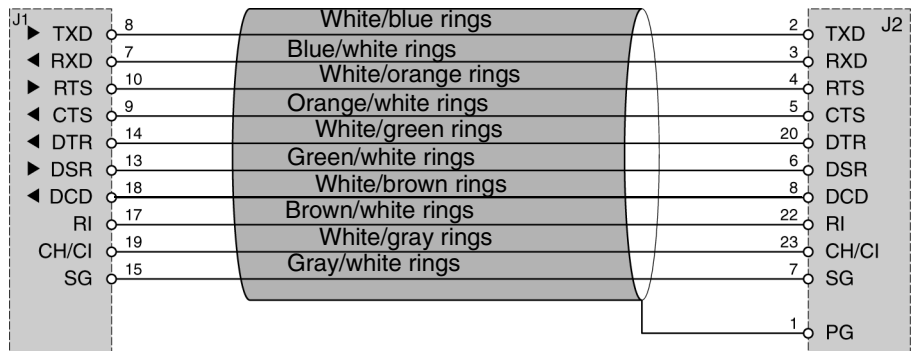 J1 J2
▶ TXD 8 White/blue rings 2 TXD
◀ RXD 7 Blue/white rings 3 RXD
▶ RTS 10 White/orange rings 4 RTS
◀ CTS 9 Orange/white rings 5 CTS
◀ DTR 14 White/green rings 20 DTR
▶ DSR 13 Green/white rings 6 DSR
◀ DCD 18 White/brown rings 8 DCD
RI 17 Brown/white rings 22 RI
CH/CI 19 White/gray rings 23 CH/CI
SG 15 Gray/white rings 7 SG
1 PG